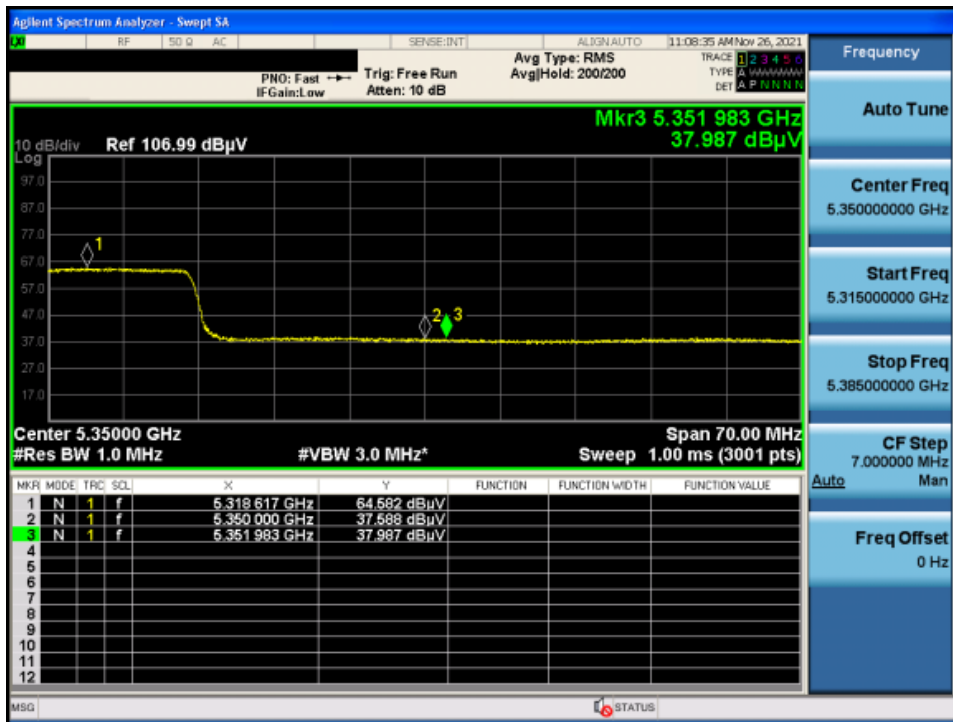 Agilent Spectrum Analyzer - Swept SA
LXI RF 50 Ω AC SENSE:INT ALIGN AUTO 11:08:35 AM Nov 26, 2021
PNO: Fast IFGain:Low Trig: Free Run Atten: 10 dB Avg Type: RMS Avg|Hold: 200/200
TRACE 1 2 3 4 5 6
TYPE A WWWWW
DET A P N N N N
Mkr3 5.351 983 GHz
37.987 dBµV
10 dB/div Ref 106.99 dBµV
Log
97.0
87.0
77.0
1
67.0
57.0
47.0
2 3
37.0
27.0
17.0
Center 5.35000 GHz Span 70.00 MHz
#Res BW 1.0 MHz #VBW 3.0 MHz* Sweep 1.00 ms (3001 pts)
MKR MODE TRC SCL X Y FUNCTION FUNCTION WIDTH FUNCTION VALUE
1 N 1 f 5.318 617 GHz 64.582 dBµV
2 N 1 f 5.350 000 GHz 37.588 dBµV
3 N 1 f 5.351 983 GHz 37.987 dBµV
4
5
6
7
8
9
10
11
12
MSG STATUS
Frequency
Auto Tune
Center Freq
5.350000000 GHz
Start Freq
5.315000000 GHz
Stop Freq
5.385000000 GHz
CF Step
7.000000 MHz
Auto Man
Freq Offset
0 Hz